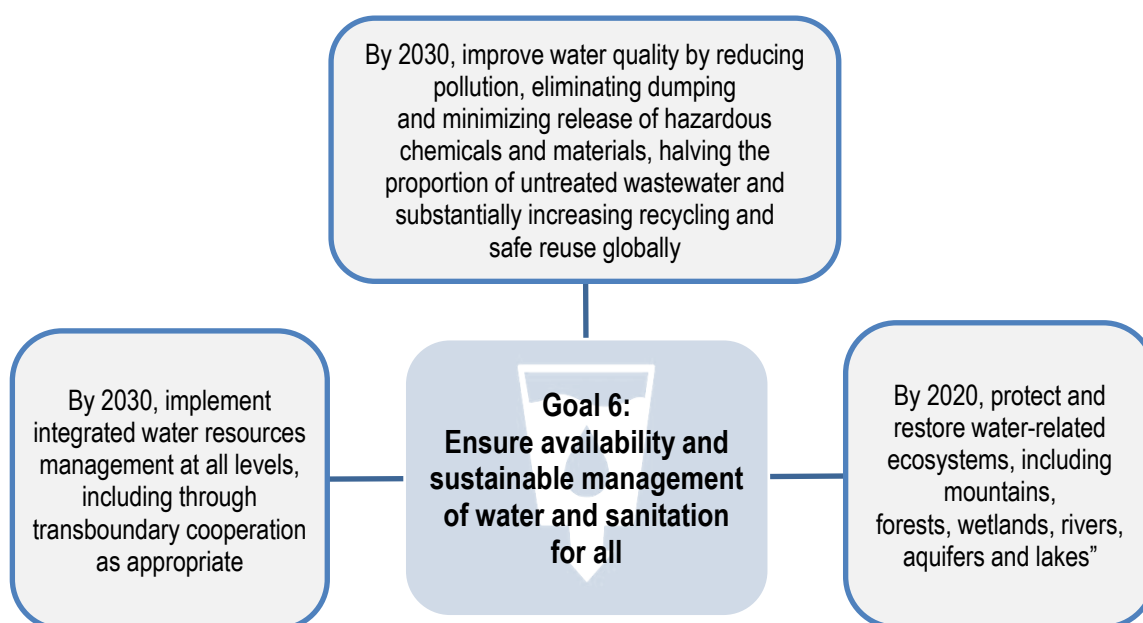 By 2030, improve water quality by reducing
pollution, eliminating dumping
and minimizing release of hazardous
chemicals and materials, halving the
proportion of untreated wastewater and
substantially increasing recycling and
safe reuse globally
By 2030, implement
integrated water resources
management at all levels,
including through
transboundary cooperation
as appropriate
Goal 6:
Ensure availability and
sustainable management
of water and sanitation
for all
By 2020, protect and
restore water-related
ecosystems, including
mountains,
forests, wetlands, rivers,
aquifers and lakes”